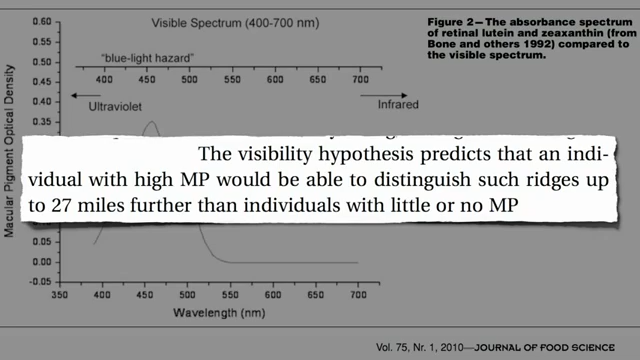 Visible Spectrum (400-700 nm)
"blue-light hazard"
400 450 500 550 600 650 700
Ultraviolet
Infrared
Figure 2—The absorbance spectrum
of retinal lutein and zeaxanthin (from
Bone and others 1992) compared to
the visible spectrum.
Macular Pigment Optical Density
0.60
0.55
0.50
0.45
0.40
0.35
The visibility hypothesis predicts that an indi-
vidual with high MP would be able to distinguish such ridges up
to 27 miles further than individuals with little or no MP
0.05
0.00
-0.05
350 400 450 500 550 600 650 700
Wavelength (nm)
Vol. 75, Nr. 1, 2010—JOURNAL OF FOOD SCIENCE